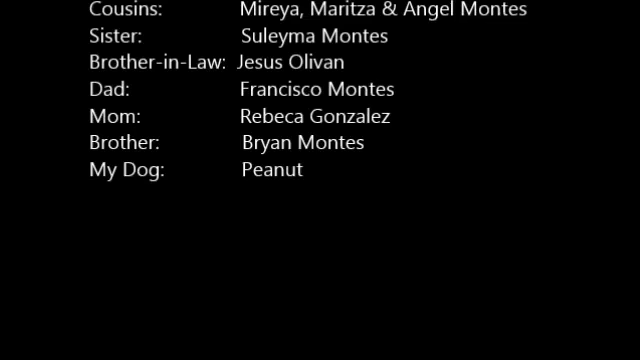 Cousins: Mireya, Maritza & Angel Montes
Sister: Suleyma Montes
Brother-in-Law: Jesus Olivan
Dad: Francisco Montes
Mom: Rebeca Gonzalez
Brother: Bryan Montes
My Dog: Peanut